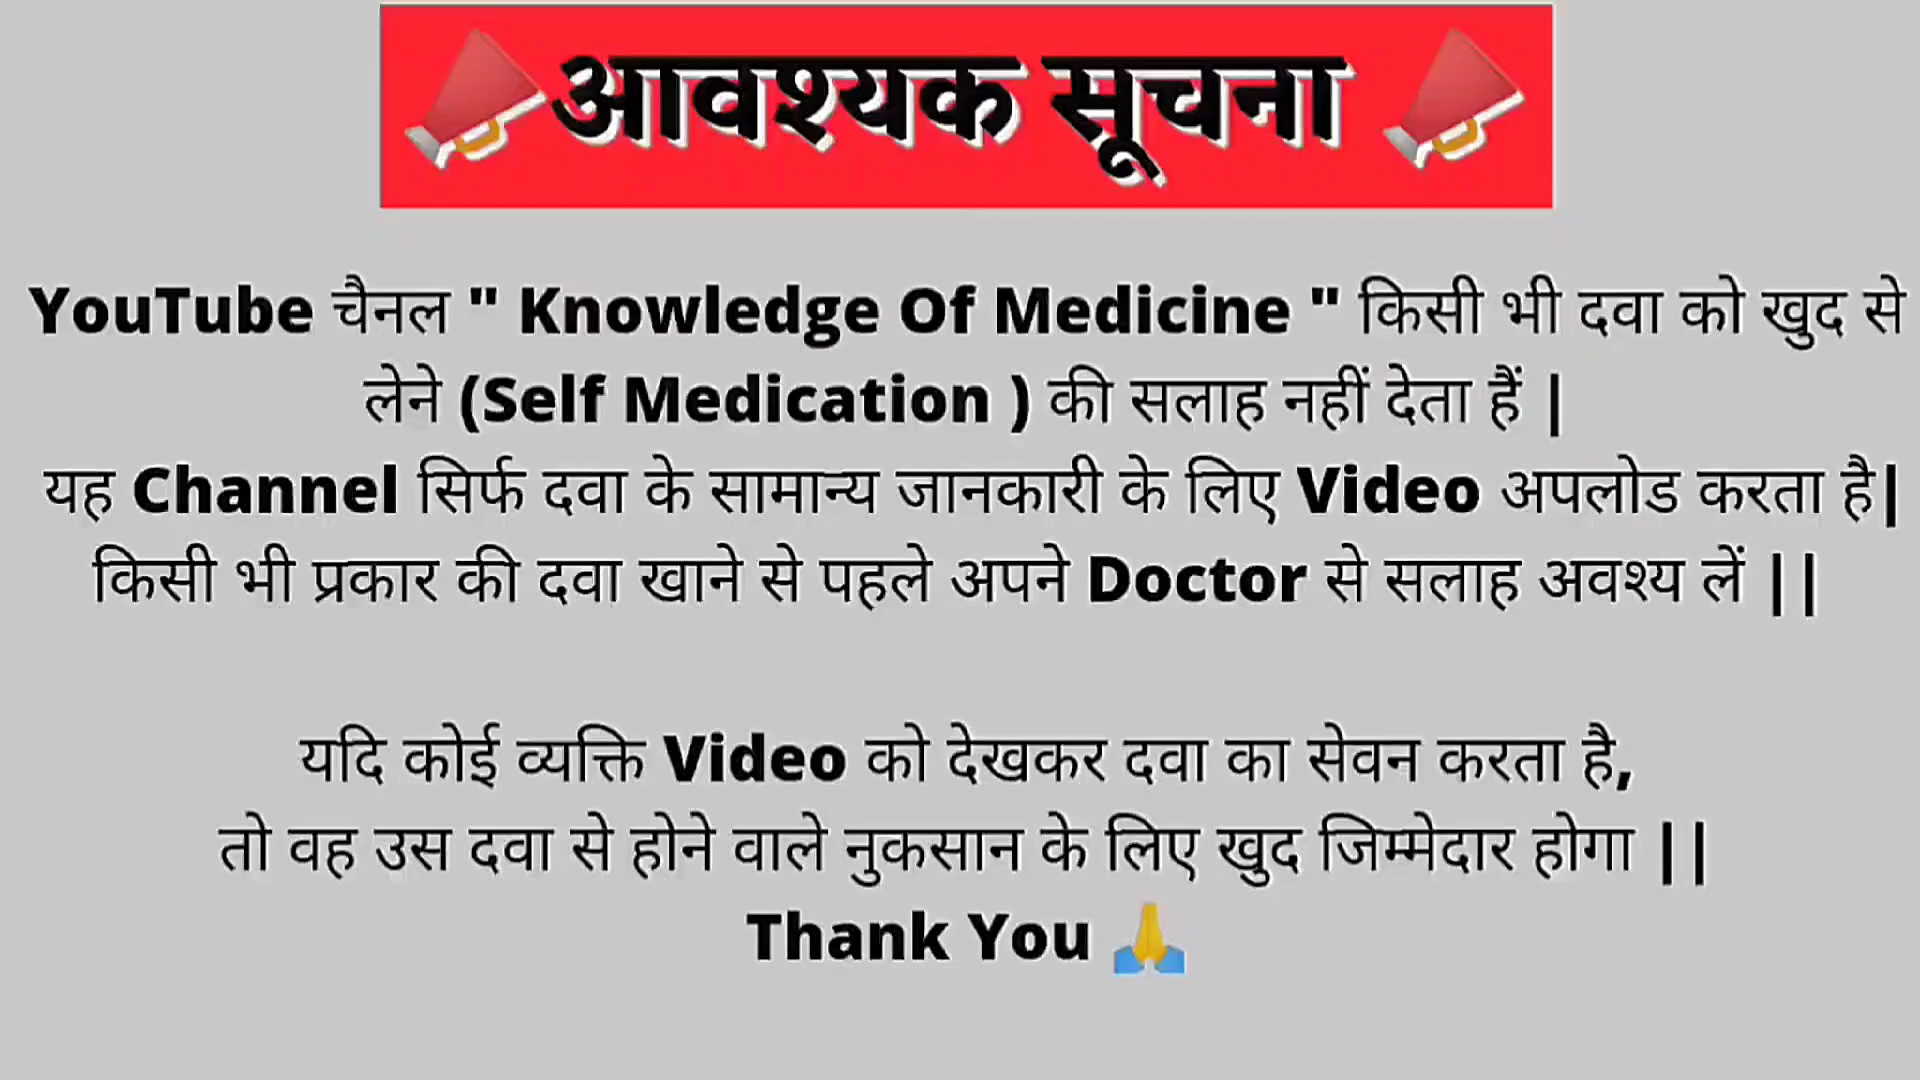 आवश्यक सूचना
YouTube चैनल " Knowledge Of Medicine " किसी भी दवा को खुद से
लेने (Self Medication ) की सलाह नहीं देता हैं |
यह Channel सिर्फ दवा के सामान्य जानकारी के लिए Video अपलोड करता है|
किसी भी प्रकार की दवा खाने से पहले अपने Doctor से सलाह अवश्य लें ||
यदि कोई व्यक्ति Video को देखकर दवा का सेवन करता है,
तो वह उस दवा से होने वाले नुकसान के लिए खुद जिम्मेदार होगा ||
Thank You